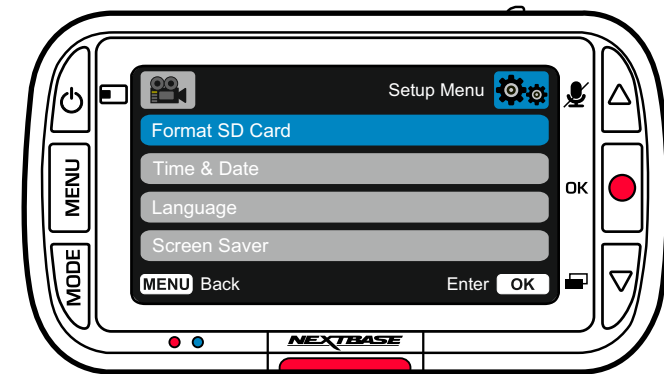 Setup Menu
Format SD Card
Time & Date
Language
Screen Saver
MENU Back
Enter OK
MENU
MODE
OK
NEXTBASE